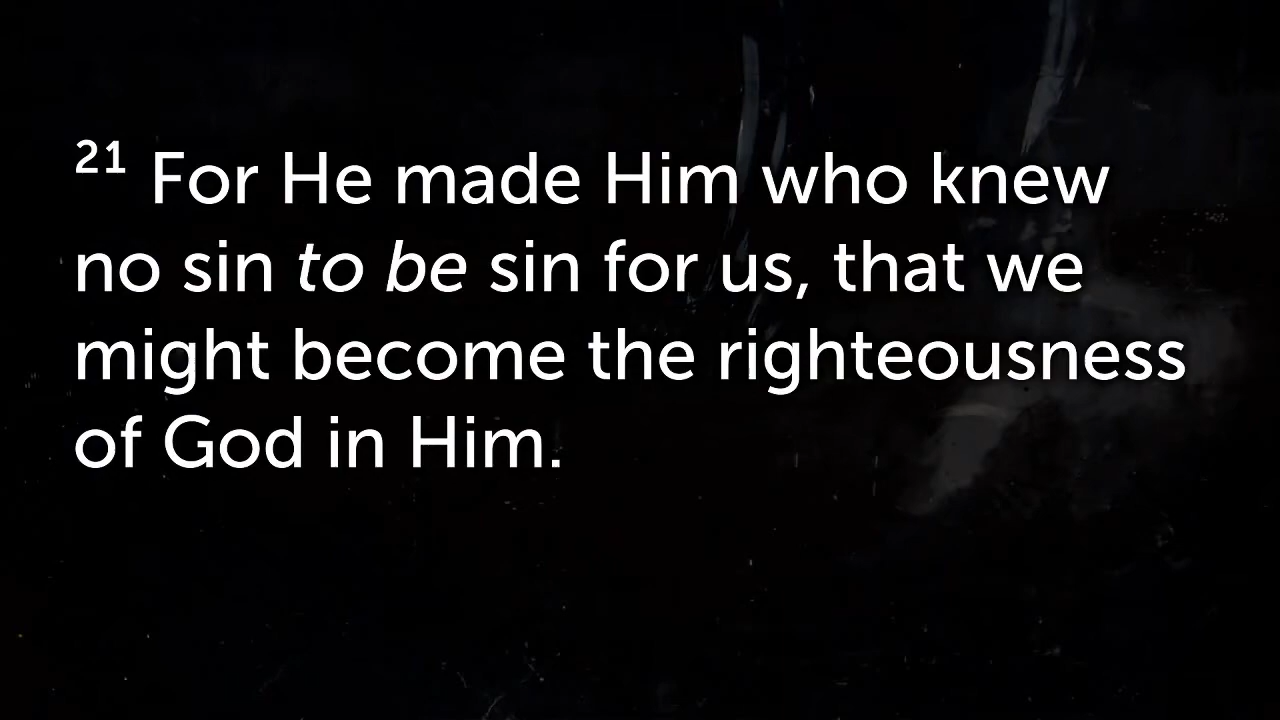 21 For He made Him who knew
no sin to be sin for us, that we
might become the righteousness
of God in Him.